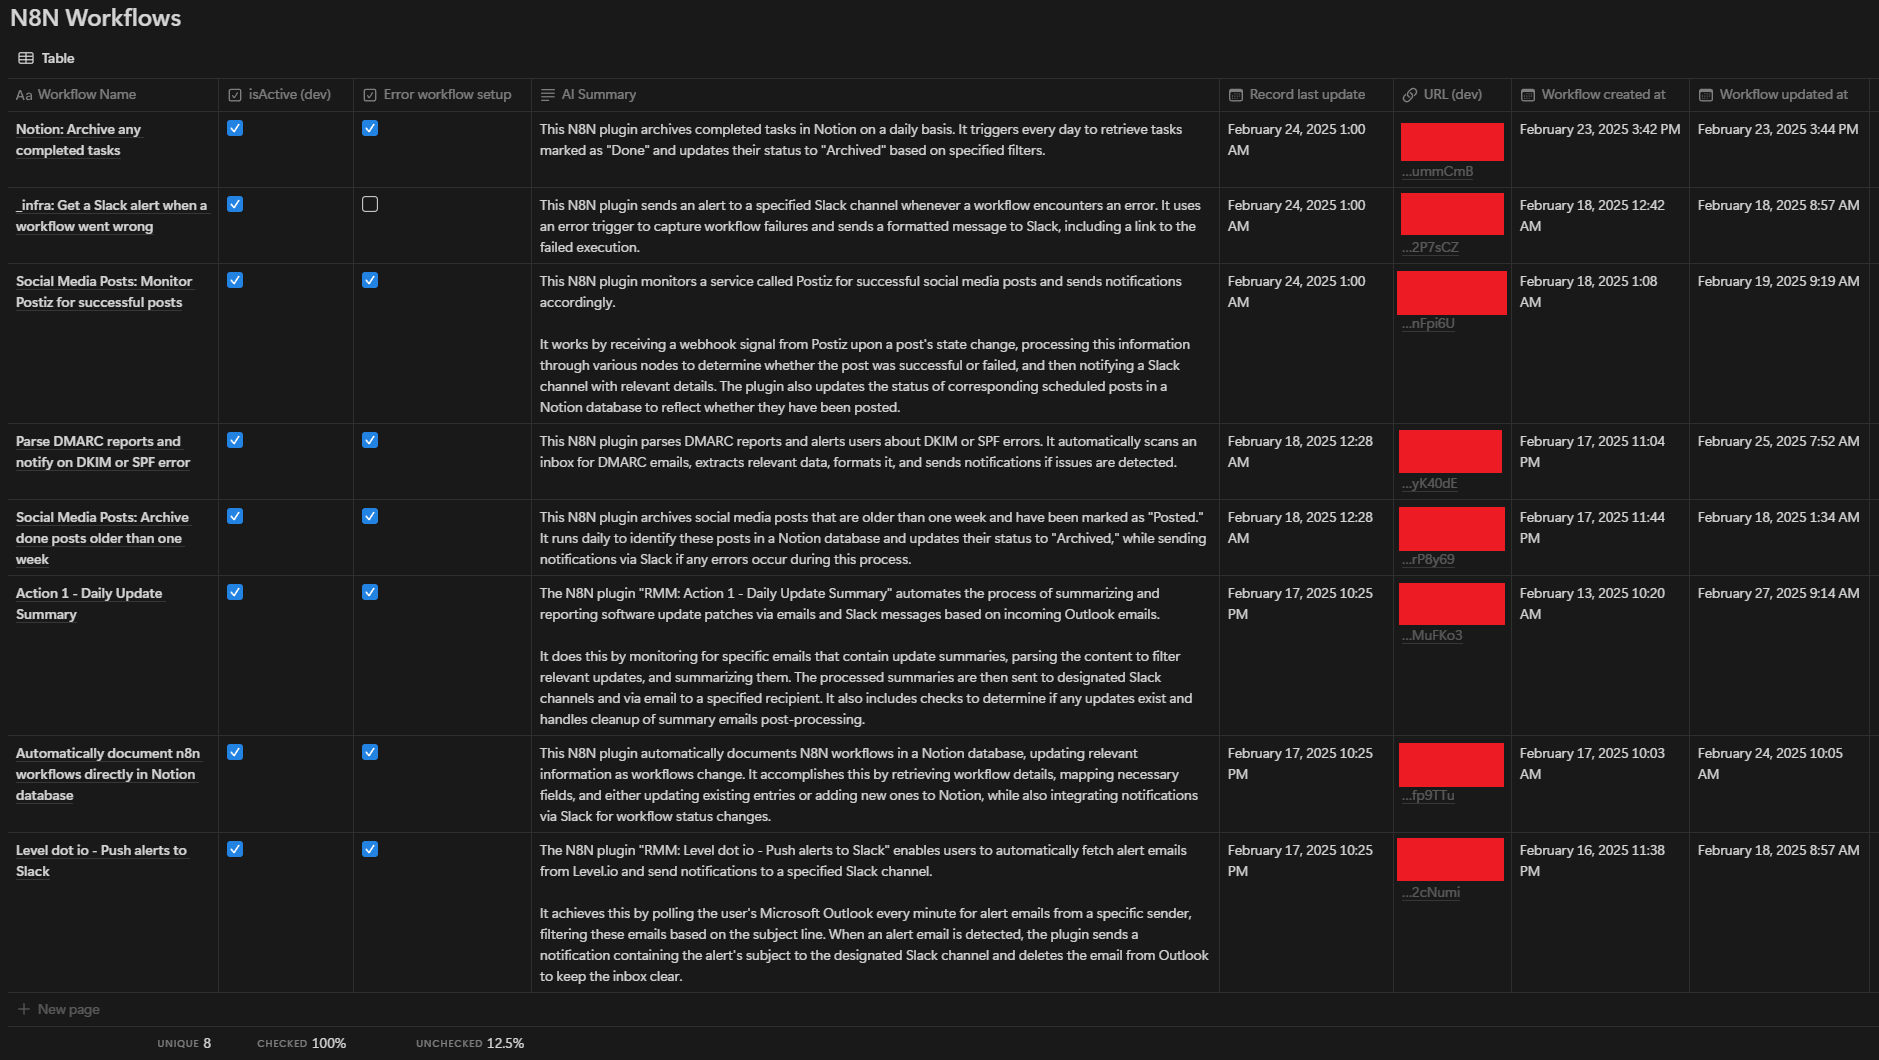 N8N Workflows
Table
Aa Workflow Name
isActive (dev)
Error workflow setup
AI Summary
Record last update
URL (dev)
Workflow created at
Workflow updated at
Notion: Archive any
completed tasks
This N8N plugin archives completed tasks in Notion on a daily basis. It triggers every day to retrieve tasks
marked as "Done" and updates their status to "Archived" based on specified filters.
February 24, 2025 1:00
AM
...ummCmB
February 23, 2025 3:42 PM
February 23, 2025 3:44 PM
_infra: Get a Slack alert when a
workflow went wrong
This N8N plugin sends an alert to a specified Slack channel whenever a workflow encounters an error. It uses
an error trigger to capture workflow failures and sends a formatted message to Slack, including a link to the
failed execution.
February 24, 2025 1:00
AM
...2P7sCZ
February 18, 2025 12:42
AM
February 18, 2025 8:57 AM
Social Media Posts: Monitor
Postiz for successful posts
This N8N plugin monitors a service called Postiz for successful social media posts and sends notifications
accordingly.
It works by receiving a webhook signal from Postiz upon a post's state change, processing this information
through various nodes to determine whether the post was successful or failed, and then notifying a Slack
channel with relevant details. The plugin also updates the status of corresponding scheduled posts in a
Notion database to reflect whether they have been posted.
February 24, 2025 1:00
AM
...nFpi6U
February 18, 2025 1:08
AM
February 19, 2025 9:19 AM
Parse DMARC reports and
notify on DKIM or SPF error
This N8N plugin parses DMARC reports and alerts users about DKIM or SPF errors. It automatically scans an
inbox for DMARC emails, extracts relevant data, formats it, and sends notifications if issues are detected.
February 18, 2025 12:28
AM
...yK40dE
February 17, 2025 11:04
PM
February 25, 2025 7:52 AM
Social Media Posts: Archive
done posts older than one
week
This N8N plugin archives social media posts that are older than one week and have been marked as "Posted."
It runs daily to identify these posts in a Notion database and updates their status to "Archived," while sending
notifications via Slack if any errors occur during this process.
February 18, 2025 12:28
AM
...rP8y69
February 17, 2025 11:44
PM
February 18, 2025 1:34 AM
Action 1 - Daily Update
Summary
The N8N plugin "RMM: Action 1 - Daily Update Summary" automates the process of summarizing and
reporting software update patches via emails and Slack messages based on incoming Outlook emails.
It does this by monitoring for specific emails that contain update summaries, parsing the content to filter
relevant updates, and summarizing them. The processed summaries are then sent to designated Slack
channels and via email to a specified recipient. It also includes checks to determine if any updates exist and
handles cleanup of summary emails post-processing.
February 17, 2025 10:25
PM
...MuFKo3
February 13, 2025 10:20
AM
February 27, 2025 9:14 AM
Automatically document n8n
workflows directly in Notion
database
This N8N plugin automatically documents N8N workflows in a Notion database, updating relevant
information as workflows change. It accomplishes this by retrieving workflow details, mapping necessary
fields, and either updating existing entries or adding new ones to Notion, while also integrating notifications
via Slack for workflow status changes.
February 17, 2025 10:25
PM
...fp9TTu
February 17, 2025 10:03
AM
February 24, 2025 10:05
AM
Level dot io - Push alerts to
Slack
The N8N plugin "RMM: Level dot io - Push alerts to Slack" enables users to automatically fetch alert emails
from Level.io and send notifications to a specified Slack channel.
It achieves this by polling the user's Microsoft Outlook every minute for alert emails from a specific sender,
filtering these emails based on the subject line. When an alert email is detected, the plugin sends a
notification containing the alert's subject to the designated Slack channel and deletes the email from Outlook
to keep the inbox clear.
February 17, 2025 10:25
PM
...2cNumi
February 16, 2025 11:38
PM
February 18, 2025 8:57 AM
+ New page
UNIQUE 8
CHECKED 100%
UNCHECKED 12.5%